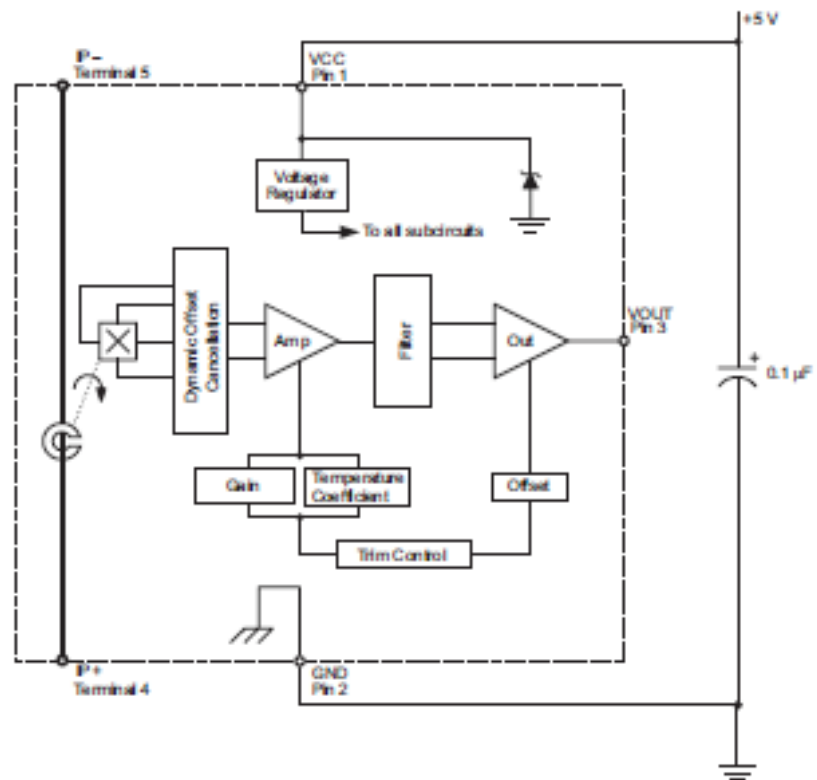 +5 V
IP –
Terminal 5
VCC
Pin 1
Voltage
Regulator
To all subcircuits
Dynamic Offset
Cancellation
Amp
Filter
Out
VOUT
Pin 3
+
0.1 µF
Gain
Temperature
Coefficient
Offset
Trim Control
IP+
Terminal 4
GND
Pin 2